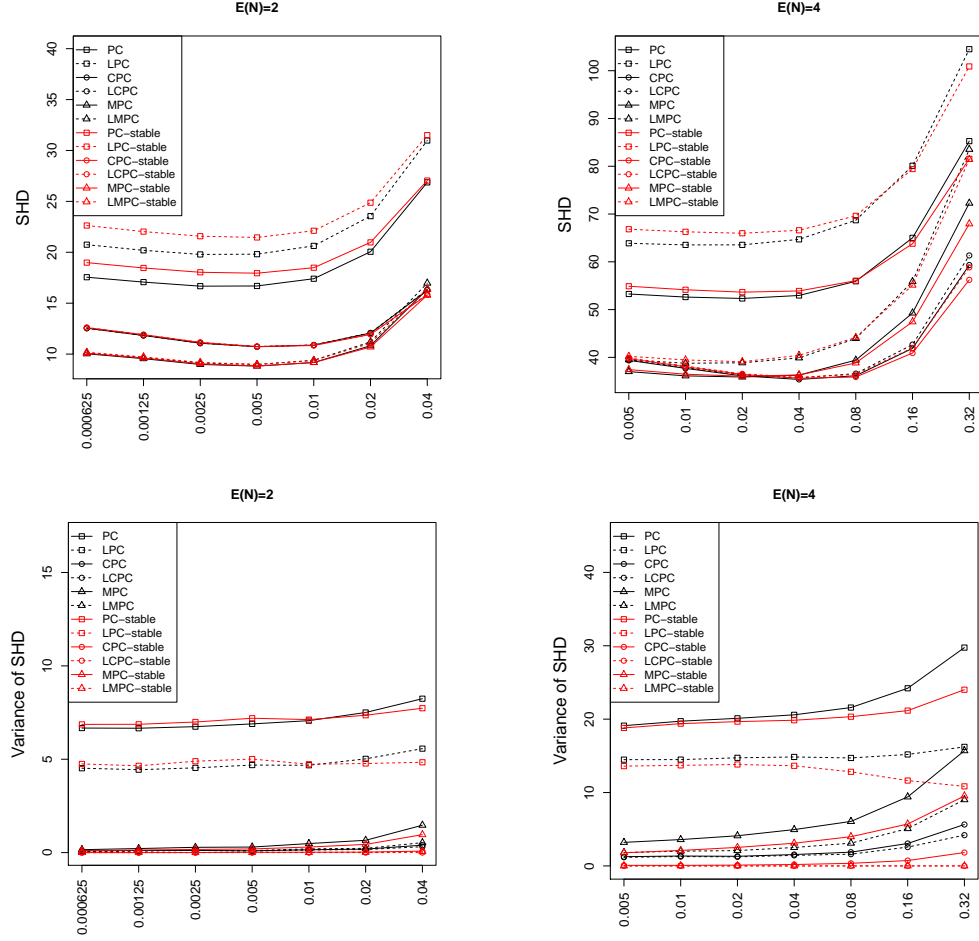 E(N)=2
SHD
40
35
30
25
20
15
10
PC
LPC
CPC
LCPC
MPC
LMPC
PC-stable
LPC-stable
CPC-stable
LCPC-stable
MPC-stable
LMPC-stable
0.000625
0.00125
0.0025
0.005
0.01
0.02
0.04
E(N)=4
SHD
100
90
80
70
60
50
40
PC
LPC
CPC
LCPC
MPC
LMPC
PC-stable
LPC-stable
CPC-stable
LCPC-stable
MPC-stable
LMPC-stable
0.005
0.01
0.02
0.04
0.08
0.16
0.32
E(N)=2
Variance of SHD
15
10
5
0
PC
LPC
CPC
LCPC
MPC
LMPC
PC-stable
LPC-stable
CPC-stable
LCPC-stable
MPC-stable
LMPC-stable
0.000625
0.00125
0.0025
0.005
0.01
0.02
0.04
E(N)=4
Variance of SHD
40
30
20
10
0
PC
LPC
CPC
LCPC
MPC
LMPC
PC-stable
LPC-stable
CPC-stable
LCPC-stable
MPC-stable
LMPC-stable
0.005
0.01
0.02
0.04
0.08
0.16
0.32